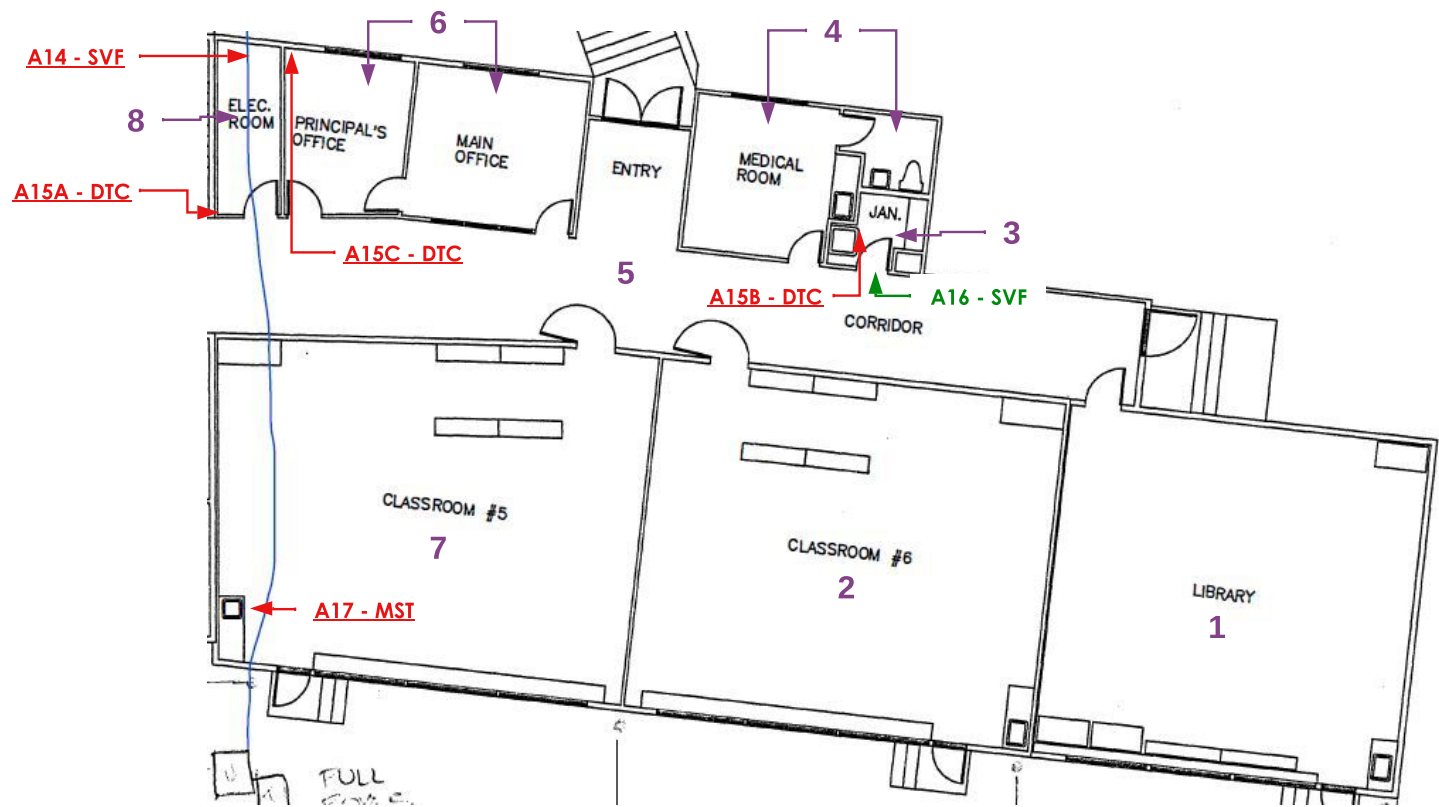 6
4
A14 - SVF
8
ELEC.
ROOM
PRINCIPAL'S
OFFICE
MAIN
OFFICE
ENTRY
MEDICAL
ROOM
A15A - DTC
JAN.
3
A15C - DTC
5
A15B - DTC
A16 - SVF
CORRIDOR
CLASSROOM #5
7
CLASSROOM #6
2
LIBRARY
1
A17 - MST
FULL